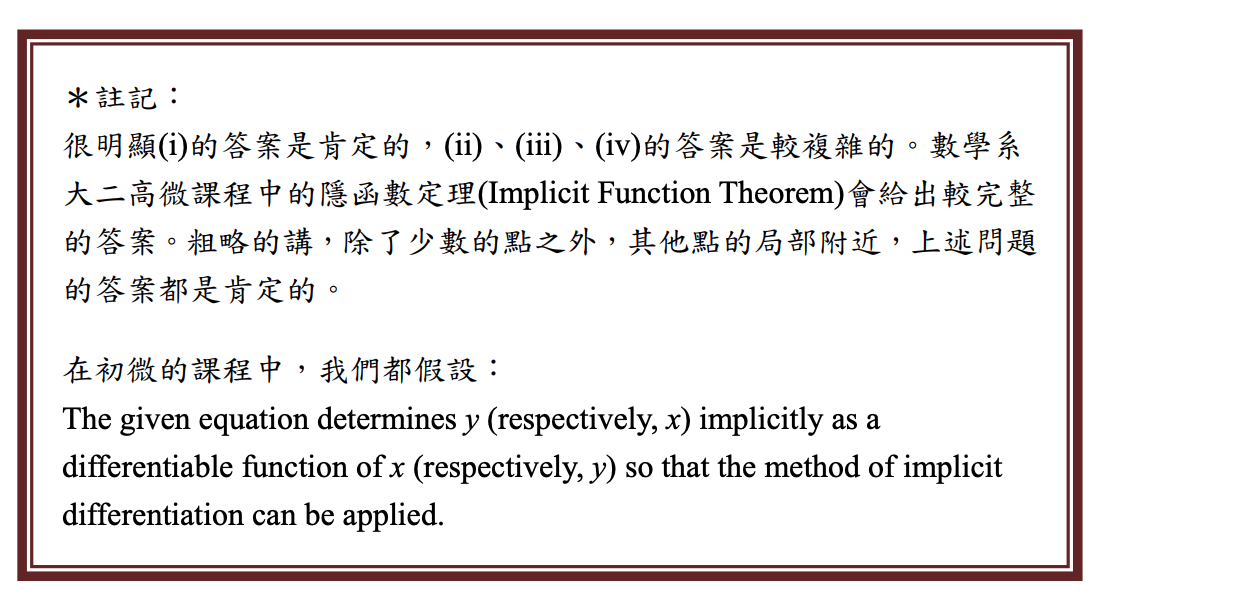 ＊註記：
很明顯(i)的答案是肯定的，(ii)、(iii)、(iv)的答案是較複雜的。數學系
大二高微課程中的隱函數定理(Implicit Function Theorem)會給出較完整
的答案。粗略的講，除了少數的點之外，其他點的局部附近，上述問題
的答案都是肯定的。
在初微的課程中，我們都假設：
The given equation determines y (respectively, x) implicitly as a
differentiable function of x (respectively, y) so that the method of implicit
differentiation can be applied.